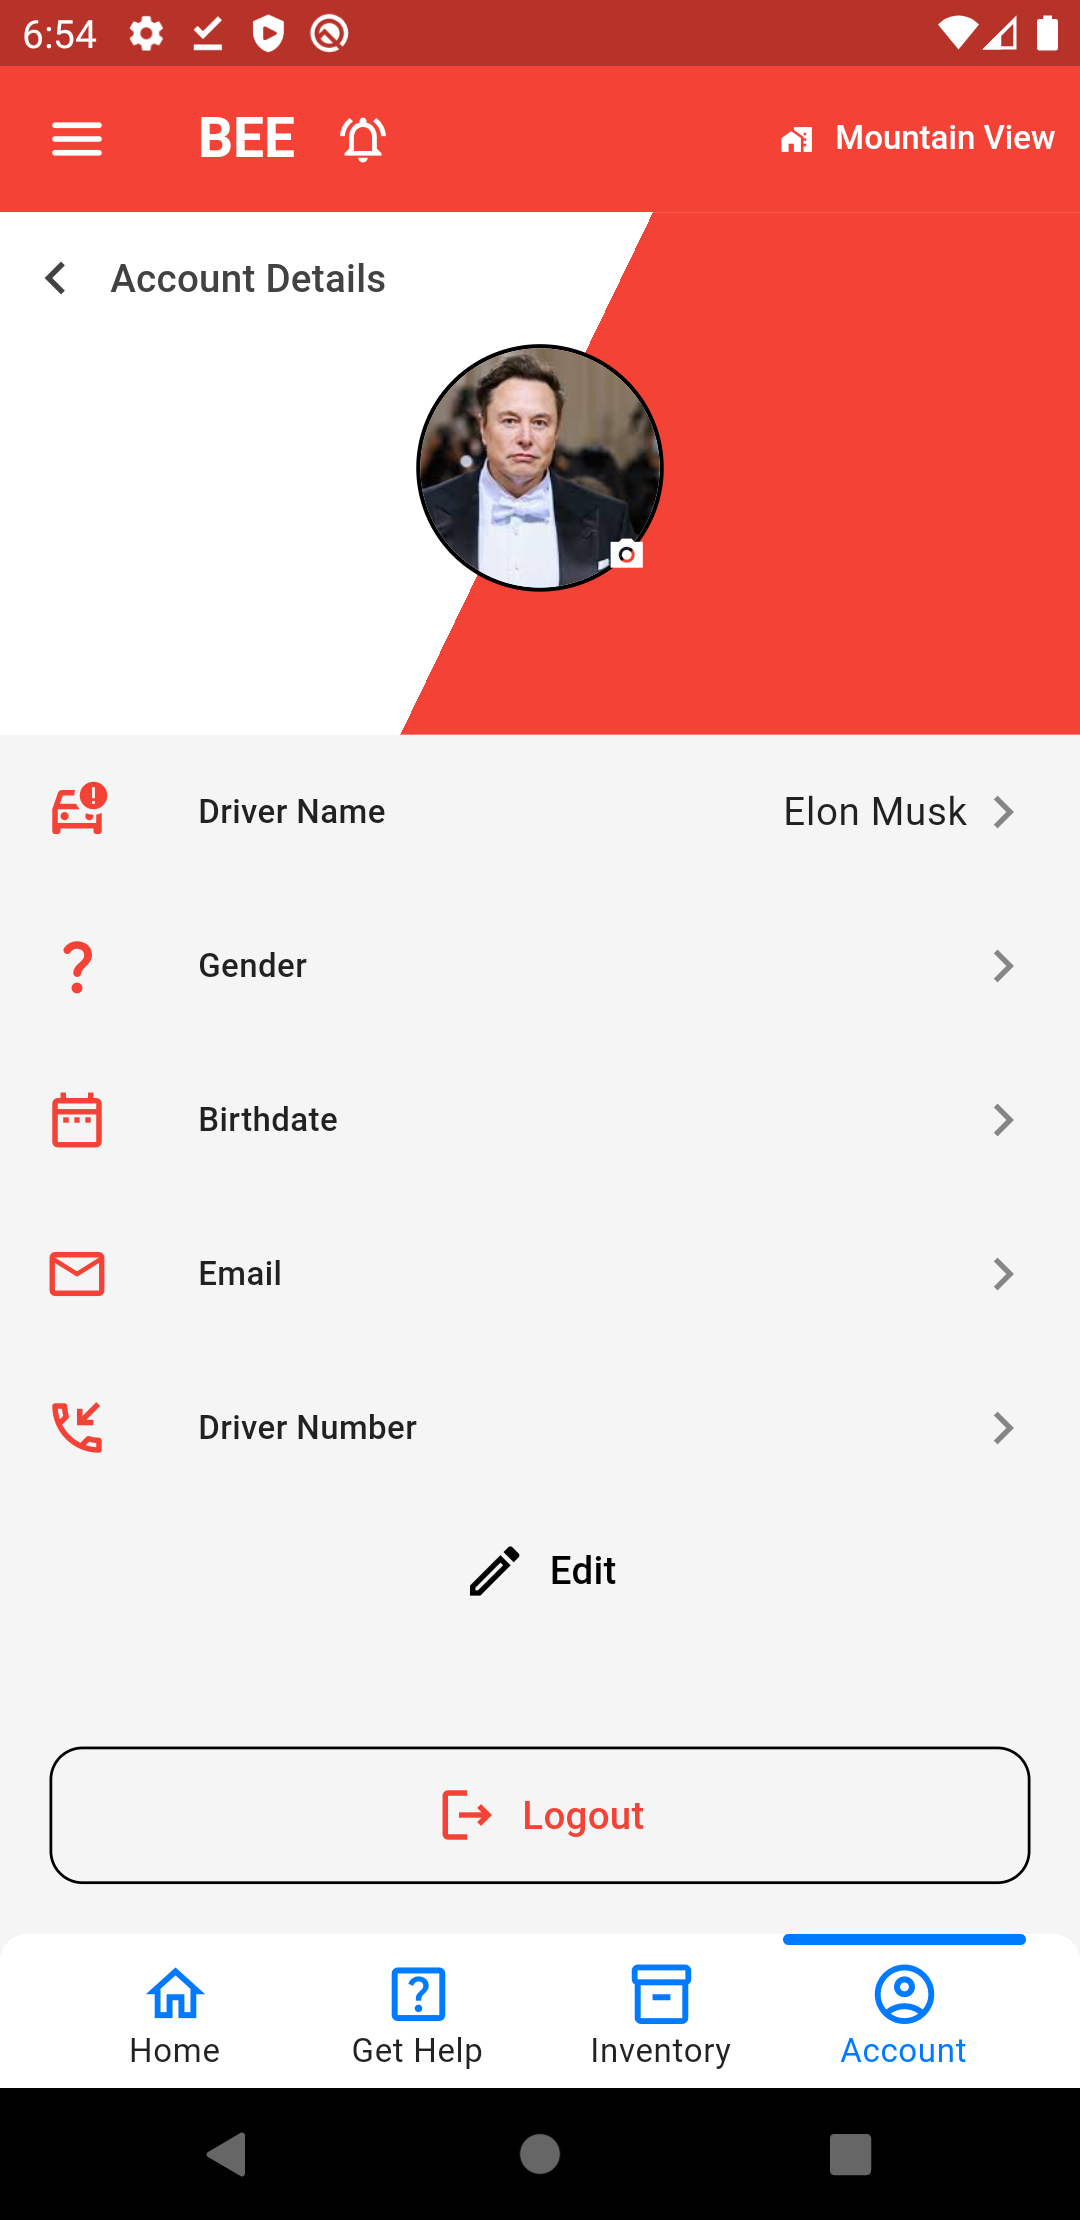 6:54
BEE
Mountain View
Account Details
Driver Name
Elon Musk
Gender
Birthdate
Email
Driver Number
Edit
Logout
Home
Get Help
Inventory
Account